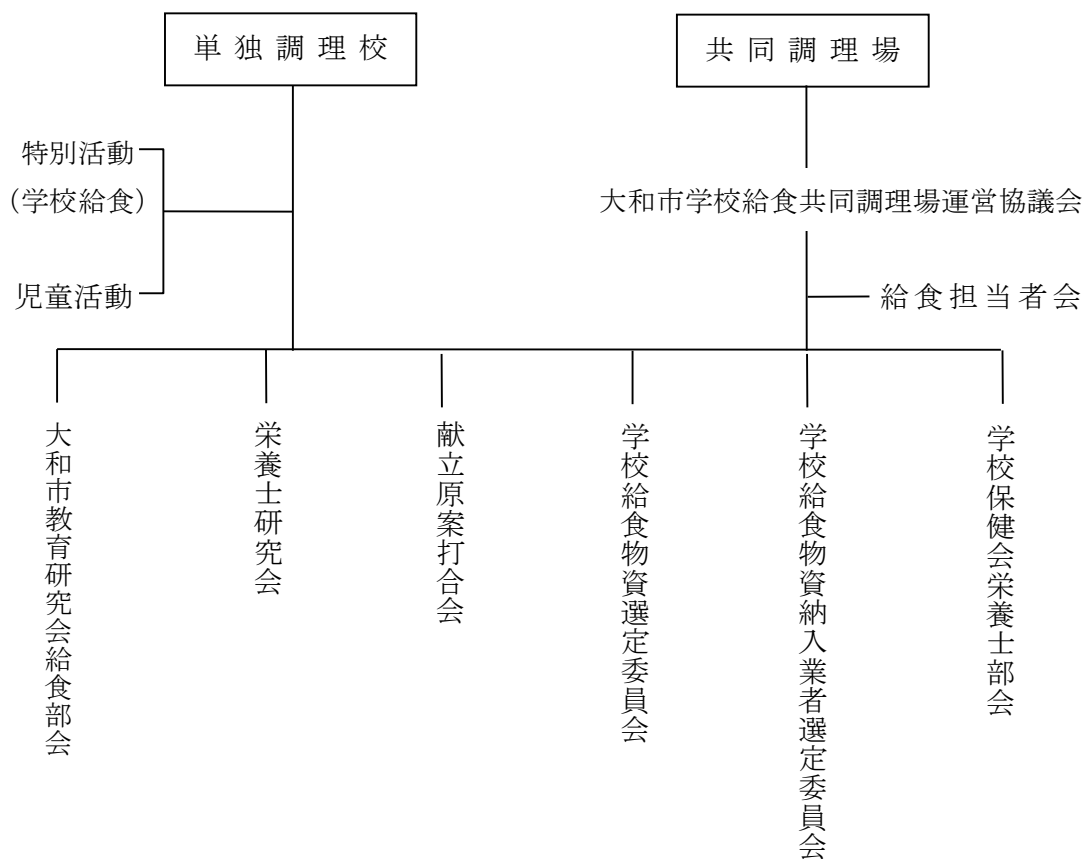 単独調理校
共同調理場
特別活動
(学校給食)
大和市学校給食共同調理場運営協議会
児童活動
給食担当者会
大和市教育研究会給食部会
栄養士研究会
献立原案打合会
学校給食物資選定委員会
学校給食物資納入業者選定委員会
学校保健会栄養士部会